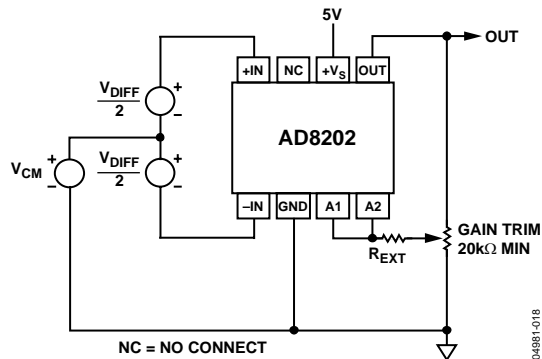 5V
OUT
+IN
NC
+VS
OUT
VDIFF
2
+
−
AD8202
VCM
+
−
VDIFF
2
+
−
−IN
GND
A1
A2
GAIN TRIM
20kΩ MIN
REXT
NC = NO CONNECT
04981-018